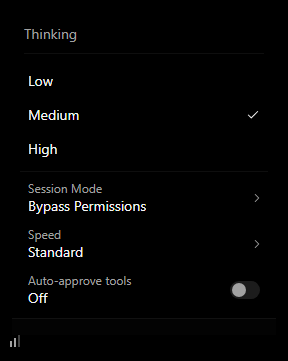 Thinking
Low
Medium
High
Session Mode
Bypass Permissions
Speed
Standard
Auto-approve tools
Off